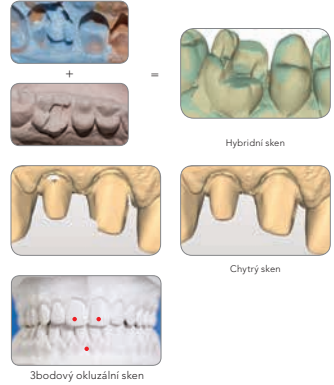 +
=
Hybridní sken
Chytrý sken
3bodový okluzální sken